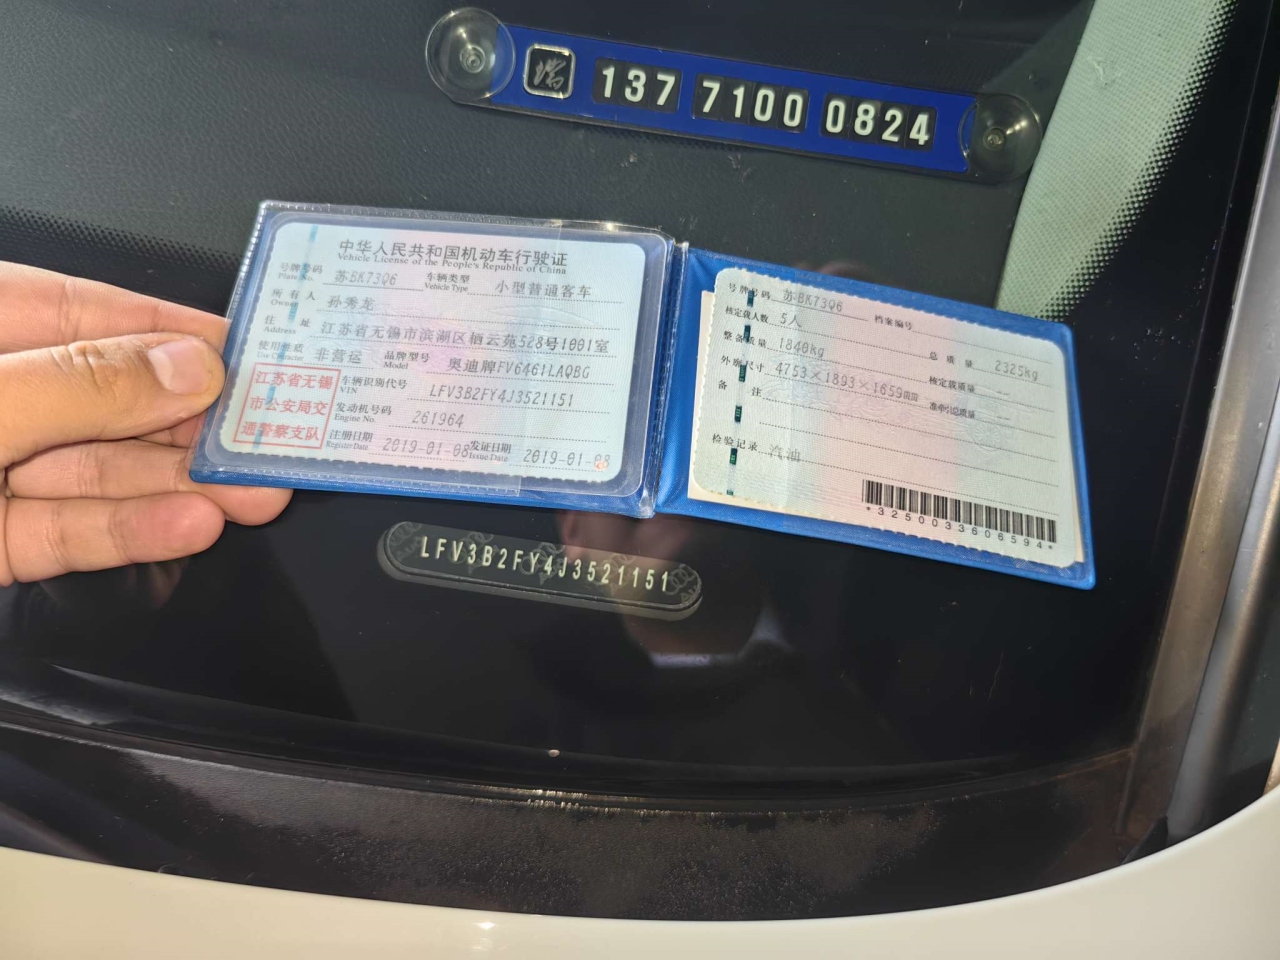 瑞 137 7100 0824
中华人民共和国机动车行驶证
Vehicle License of the People's Republic of China
号牌号码 苏BK73Q6 车辆类型 小型普通客车
Plate No. Vehicle Type
所有人 孙秀龙
Owner
住址 江苏省无锡市滨湖区栖云苑528号1001室
Address
使用性质 非营运 品牌型号 奥迪牌FV6461LAQBG
Use Character Model
江苏省无锡
市公安局交
通警察支队
车辆识别代号 LFV3B2FY4J3521151
VIN
发动机号码 261964
Engine No.
注册日期 2019-01-08 发证日期 2019-01-08
Register Date Issue Date
号牌号码 苏BK73Q6 档案编号
核定载人数 5人 总质量 2325kg
整备质量 1840kg 核定载质量 --
外廓尺寸 4753×1893×1659mm 准牵引总质量 --
备注
检验记录 汽油
*3250033606594*
LFV3B2FY4J3521151